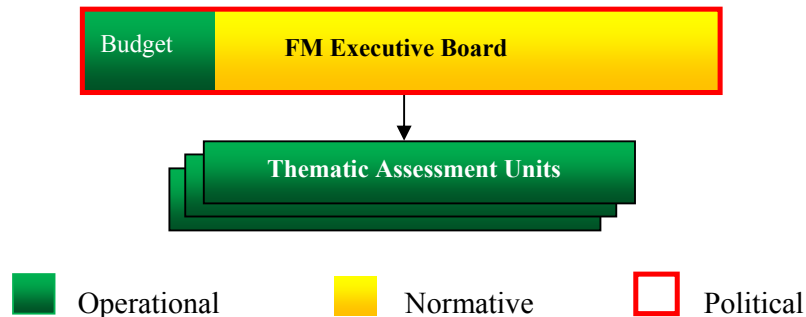 Budget
FM Executive Board
Thematic Assessment Units
Operational
Normative
Political